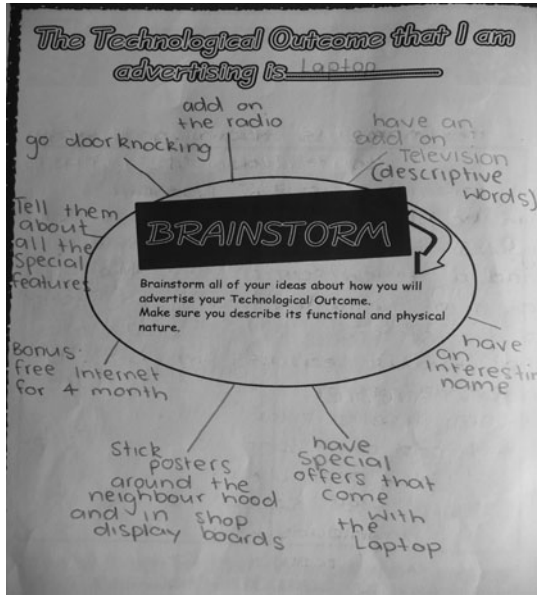 The Technological Outcome that I am
advertising is Laptop
add on
the radio
have an
add on
Television
(descriptive
words)
go doorknocking
Tell them
about
all the
Special
features
BRAINSTORM
Brainstorm all of your ideas about how you will
advertise your Technological Outcome.
Make sure you describe its functional and physical
nature.
have
an
Interestin
name
Bonus:
free Internet
for 4 month
Stick
posters
around the
neighbour hood
and in shop
display boards
have
Special
offers that
come
with
the
Laptop